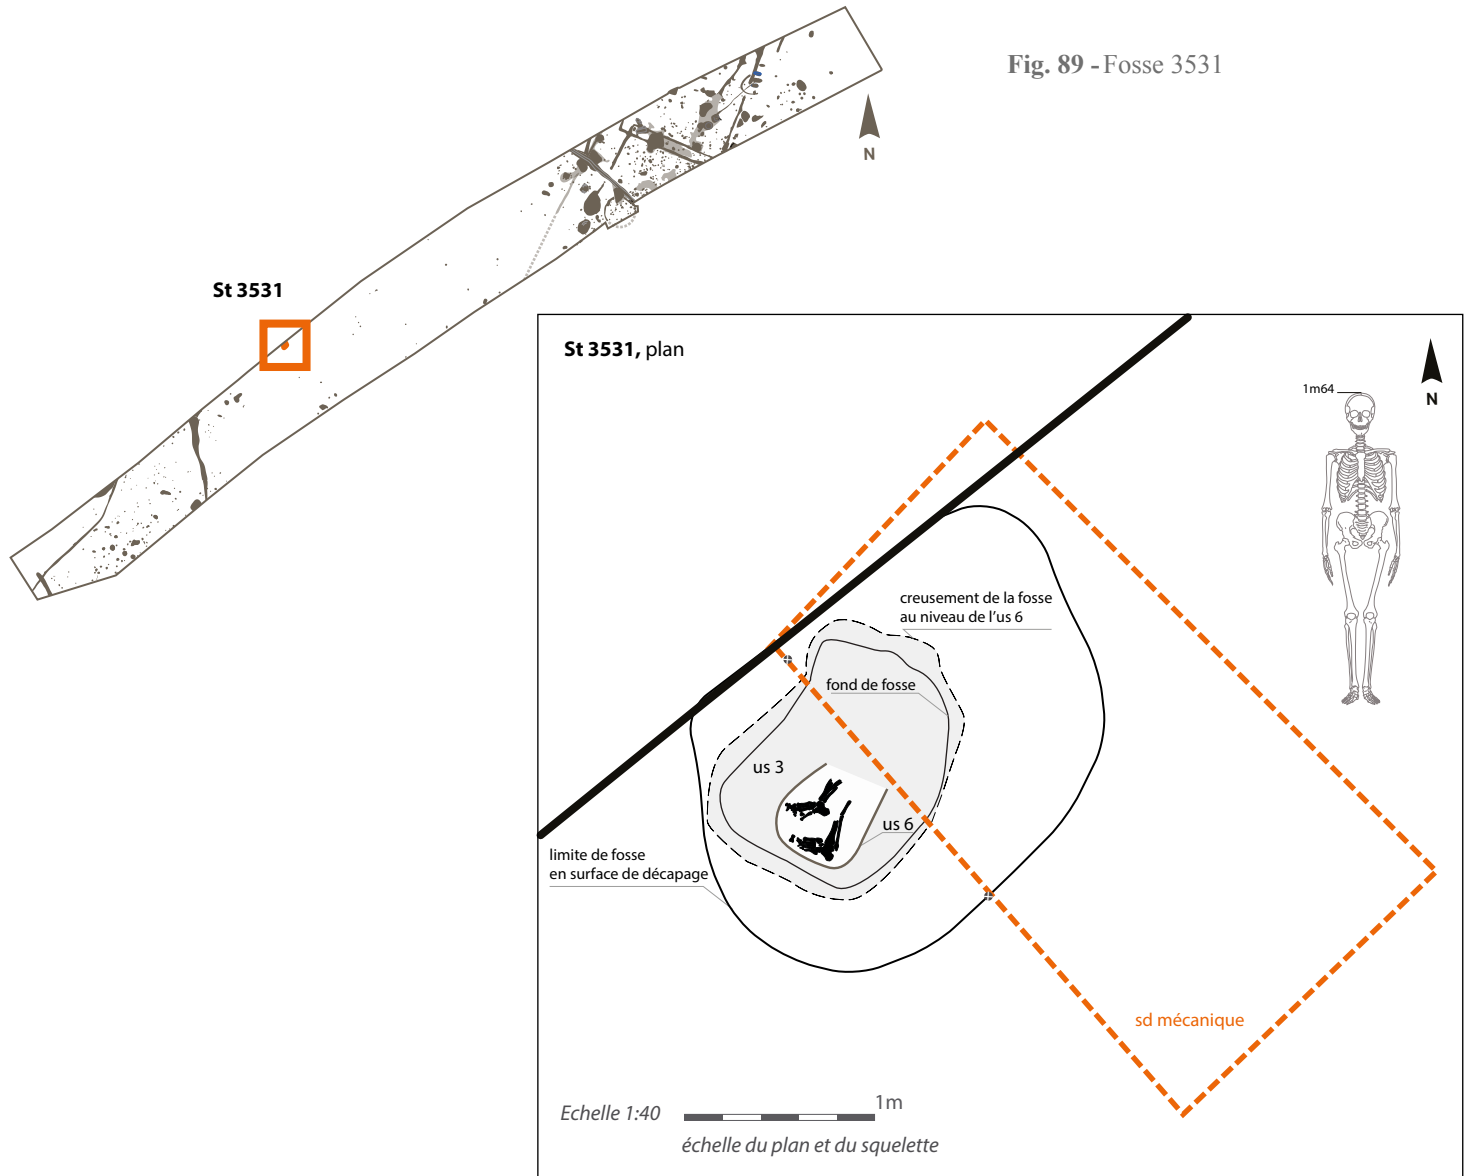 Fig. 89 - Fosse 3531
N
St 3531
St 3531, plan
1m64
N
creusement de la fosse
au niveau de l'us 6
fond de fosse
us 3
us 6
limite de fosse
en surface de décapage
sd mécanique
Echelle 1:40
1m
échelle du plan et du squelette